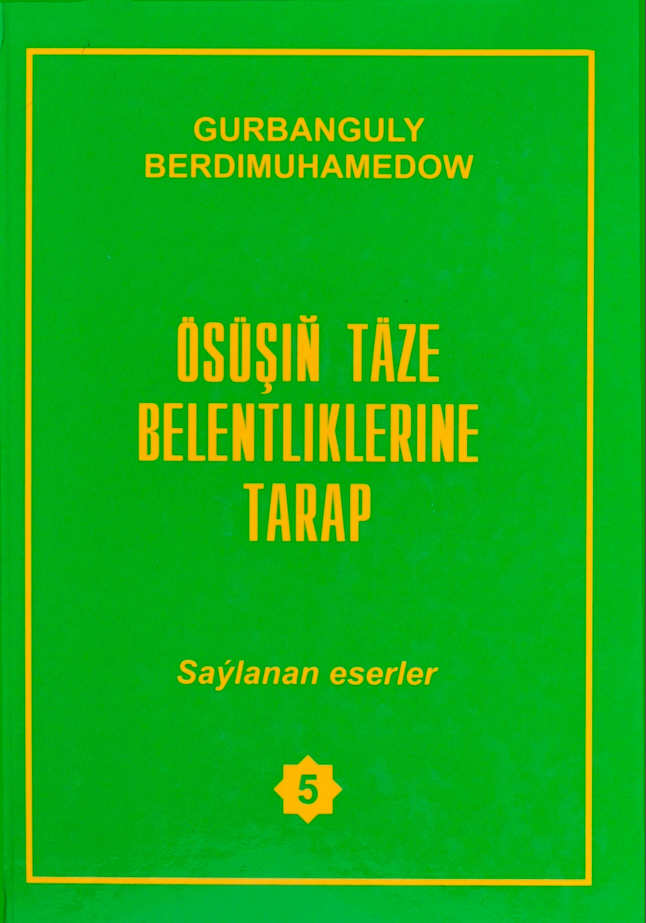 GURBANGULY
BERDIMUHAMEDOW
ÖSÜŞIŇ TÄZE
BELENTLIKLERINE
TARAP
Saýlanan eserler
5